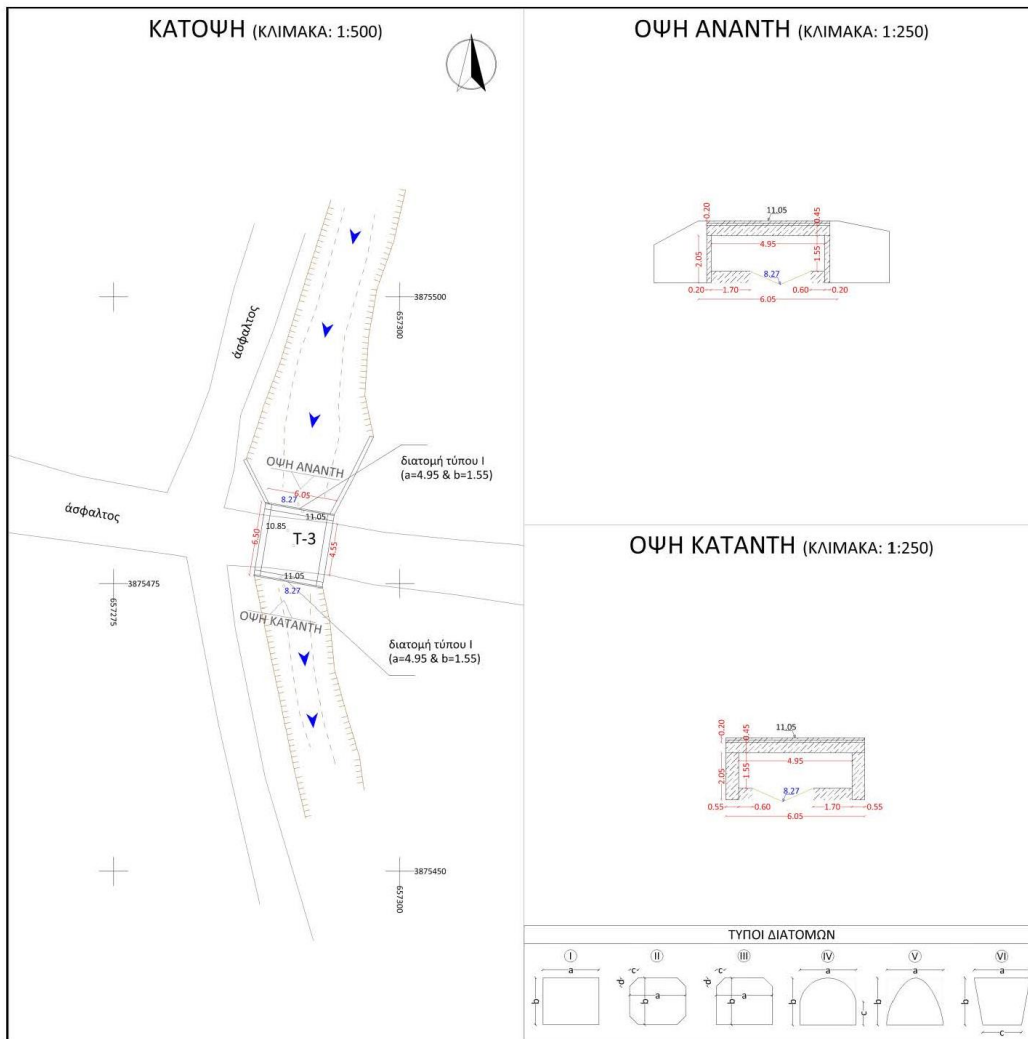 ΚΑΤΟΨΗ (ΚΛΙΜΑΚΑ: 1:500)
3875500
657300
άσφαλτος
ΟΨΗ ΑΝΑΝΤΗ
διατομή τύπου Ι
(a=4.95 & b=1.55)
6.05
8.27
11.05
άσφαλτος
10.85
6.50
T-3
4.55
11.05
8.27
3875475
657275
ΟΨΗ ΚΑΤΑΝΤΗ
διατομή τύπου Ι
(a=4.95 & b=1.55)
3875450
657300
ΟΨΗ ΑΝΑΝΤΗ (ΚΛΙΜΑΚΑ: 1:250)
0.20
11.05
0.45
4.95
2.05
1.55
8.27
0.20
1.70
0.60
0.20
6.05
ΟΨΗ ΚΑΤΑΝΤΗ (ΚΛΙΜΑΚΑ: 1:250)
0.20
0.45
11.05
4.95
2.05
1.55
8.27
0.55
0.60
1.70
0.55
6.05
ΤΥΠΟΙ ΔΙΑΤΟΜΩΝ
I II III IV V VI
a c c a a a
b d b a d b a b c b b
c